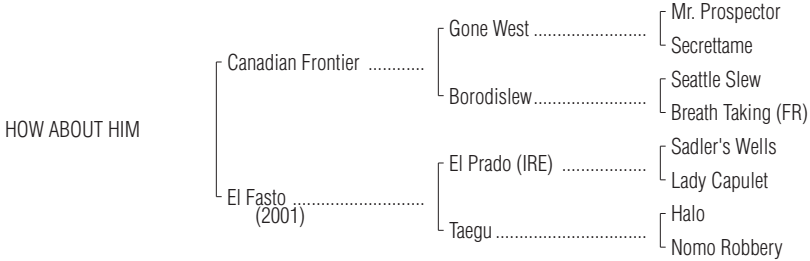 Mr. Prospector
Gone West ........................
Secrettame
Canadian Frontier ............
Seattle Slew
Borodislew........................
Breath Taking (FR)
HOW ABOUT HIM
Sadler's Wells
El Prado (IRE) ..................
Lady Capulet
El Fasto ............................
(2001)
Halo
Taegu ................................
Nomo Robbery